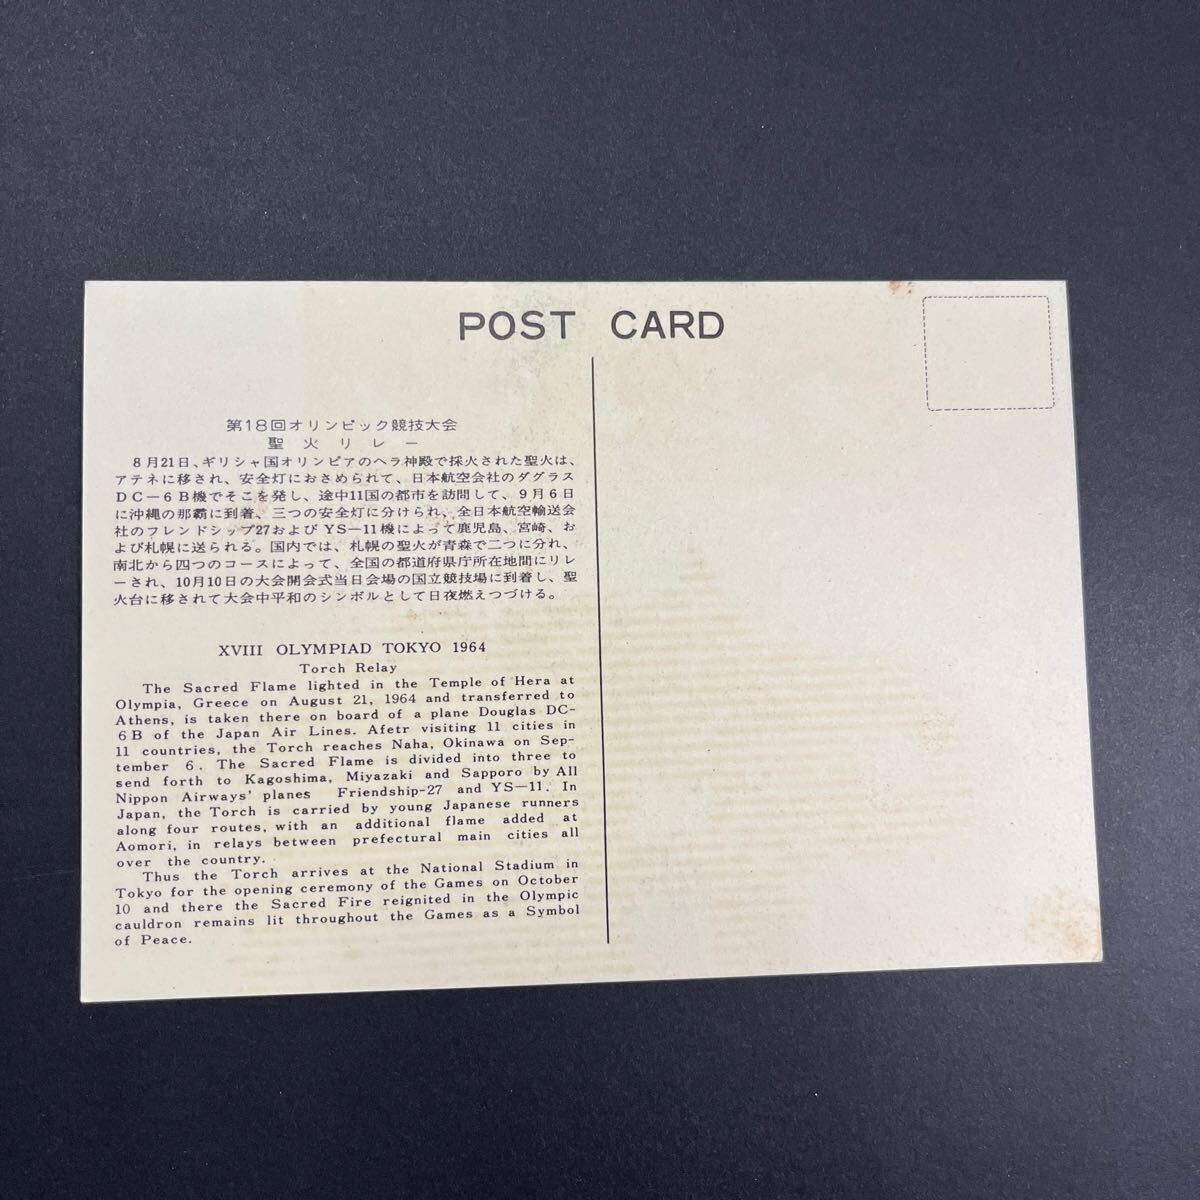 POST CARD
第18回オリンピック競技大会
聖火リレー
8月21日、ギリシャ国オリンピアのヘラ神殿で採火された聖火は、
アテネに移され、安全灯におさめられて、日本航空会社のダグラス
DC－6B機でそこを発し、途中11国の都市を訪問して、9月6日
に沖縄の那覇に到着、三つの安全灯に分けられ、全日本航空輸送会
社のフレンドシップ27および YS－11機によって鹿児島、宮崎、お
よび札幌に送られる。国内では、札幌の聖火が青森で二つに分れ、
南北から四つのコースによって、全国の都道府県庁所在地間にリレ
ーされ、10月10日の大会開会式当日会場の国立競技場に到着し、聖
火台に移されて大会中平和のシンボルとして日夜燃えつづける。
XVIII OLYMPIAD TOKYO 1964
Torch Relay
The Sacred Flame lighted in the Temple of Hera at
Olympia, Greece on August 21, 1964 and transferred to
Athens, is taken there on board of a plane Douglas DC-
6B of the Japan Air Lines. Afetr visiting 11 cities in
11 countries, the Torch reaches Naha, Okinawa on Sep-
tember 6. The Sacred Flame is divided into three to
send forth to Kagoshima, Miyazaki and Sapporo by All
Nippon Airways' planes Friendship-27 and YS—11. In
Japan, the Torch is carried by young Japanese runners
along four routes, with an additional flame added at
Aomori, in relays between prefectural main cities all
over the country.
Thus the Torch arrives at the National Stadium in
Tokyo for the opening ceremony of the Games on October
10 and there the Sacred Fire reignited in the Olympic
cauldron remains lit throughout the Games as a Symbol
of Peace.